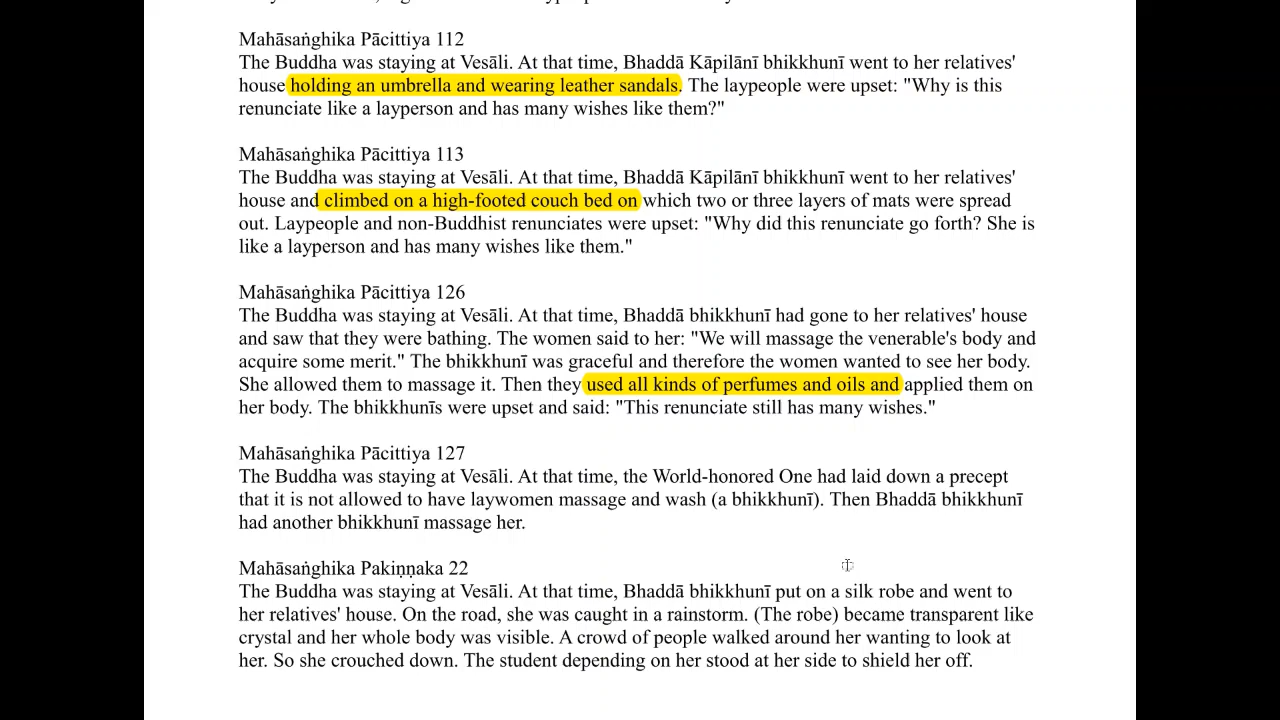 Mahāsaṅghika Pācittiya 112
The Buddha was staying at Vesāli. At that time, Bhaddā Kāpilānī bhikkhunī went to her relatives'
house holding an umbrella and wearing leather sandals. The laypeople were upset: "Why is this
renunciate like a layperson and has many wishes like them?"
Mahāsaṅghika Pācittiya 113
The Buddha was staying at Vesāli. At that time, Bhaddā Kāpilānī bhikkhunī went to her relatives'
house and climbed on a high-footed couch bed on which two or three layers of mats were spread
out. Laypeople and non-Buddhist renunciates were upset: "Why did this renunciate go forth? She is
like a layperson and has many wishes like them."
Mahāsaṅghika Pācittiya 126
The Buddha was staying at Vesāli. At that time, Bhaddā bhikkhunī had gone to her relatives' house
and saw that they were bathing. The women said to her: "We will massage the venerable's body and
acquire some merit." The bhikkhunī was graceful and therefore the women wanted to see her body.
She allowed them to massage it. Then they used all kinds of perfumes and oils and applied them on
her body. The bhikkhunīs were upset and said: "This renunciate still has many wishes."
Mahāsaṅghika Pācittiya 127
The Buddha was staying at Vesāli. At that time, the World-honored One had laid down a precept
that it is not allowed to have laywomen massage and wash (a bhikkhunī). Then Bhaddā bhikkhunī
had another bhikkhunī massage her.
Mahāsaṅghika Pakiṇṇaka 22
The Buddha was staying at Vesāli. At that time, Bhaddā bhikkhunī put on a silk robe and went to
her relatives' house. On the road, she was caught in a rainstorm. (The robe) became transparent like
crystal and her whole body was visible. A crowd of people walked around her wanting to look at
her. So she crouched down. The student depending on her stood at her side to shield her off.